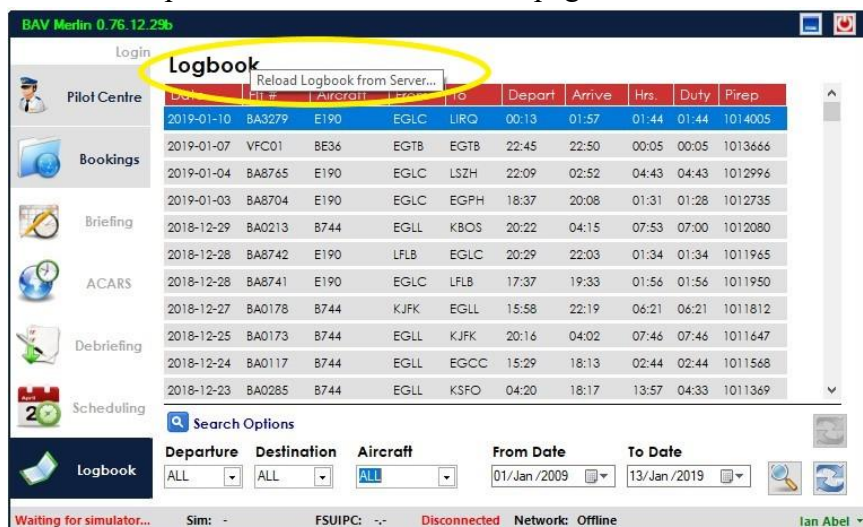 BAV Merlin 0.76.12.29b
Login
Logbook
Reload Logbook from Server...
Pilot Centre
Flt # Aircraft From To Depart Arrive Hrs. Duty Pirep
2019-01-10 BA3279 E190 EGLC LIRQ 00:13 01:57 01:44 01:44 1014005
2019-01-07 VFC01 BE36 EGTB EGTB 22:45 22:50 00:05 00:05 1013666
Bookings
2019-01-04 BA8765 E190 EGLC LSZH 22:09 02:52 04:43 04:43 1012996
2019-01-03 BA8704 E190 EGLC EGPH 18:37 20:08 01:31 01:28 1012735
Briefing
2018-12-29 BA0213 B744 EGLL KBOS 20:22 04:15 07:53 07:00 1012080
2018-12-28 BA8742 E190 LFLB EGLC 20:29 22:03 01:34 01:34 1011965
ACARS
2018-12-28 BA8741 E190 EGLC LFLB 17:37 19:33 01:56 01:56 1011950
2018-12-27 BA0178 B744 KJFK EGLL 15:58 22:19 06:21 06:21 1011812
Debriefing
2018-12-25 BA0173 B744 EGLL KJFK 20:16 04:02 07:46 07:46 1011647
2018-12-24 BA0117 B744 EGLL EGCC 15:29 18:13 02:44 02:44 1011568
2018-12-23 BA0285 B744 EGLL KSFO 04:20 18:17 13:57 04:33 1011369
April
2
Scheduling
Search Options
Departure Destination Aircraft From Date To Date
Logbook
ALL ALL ALL 01/Jan /2009 13/Jan /2019
Waiting for simulator... Sim: - FSUIPC: -.- Disconnected Network: Offline Ian Abel